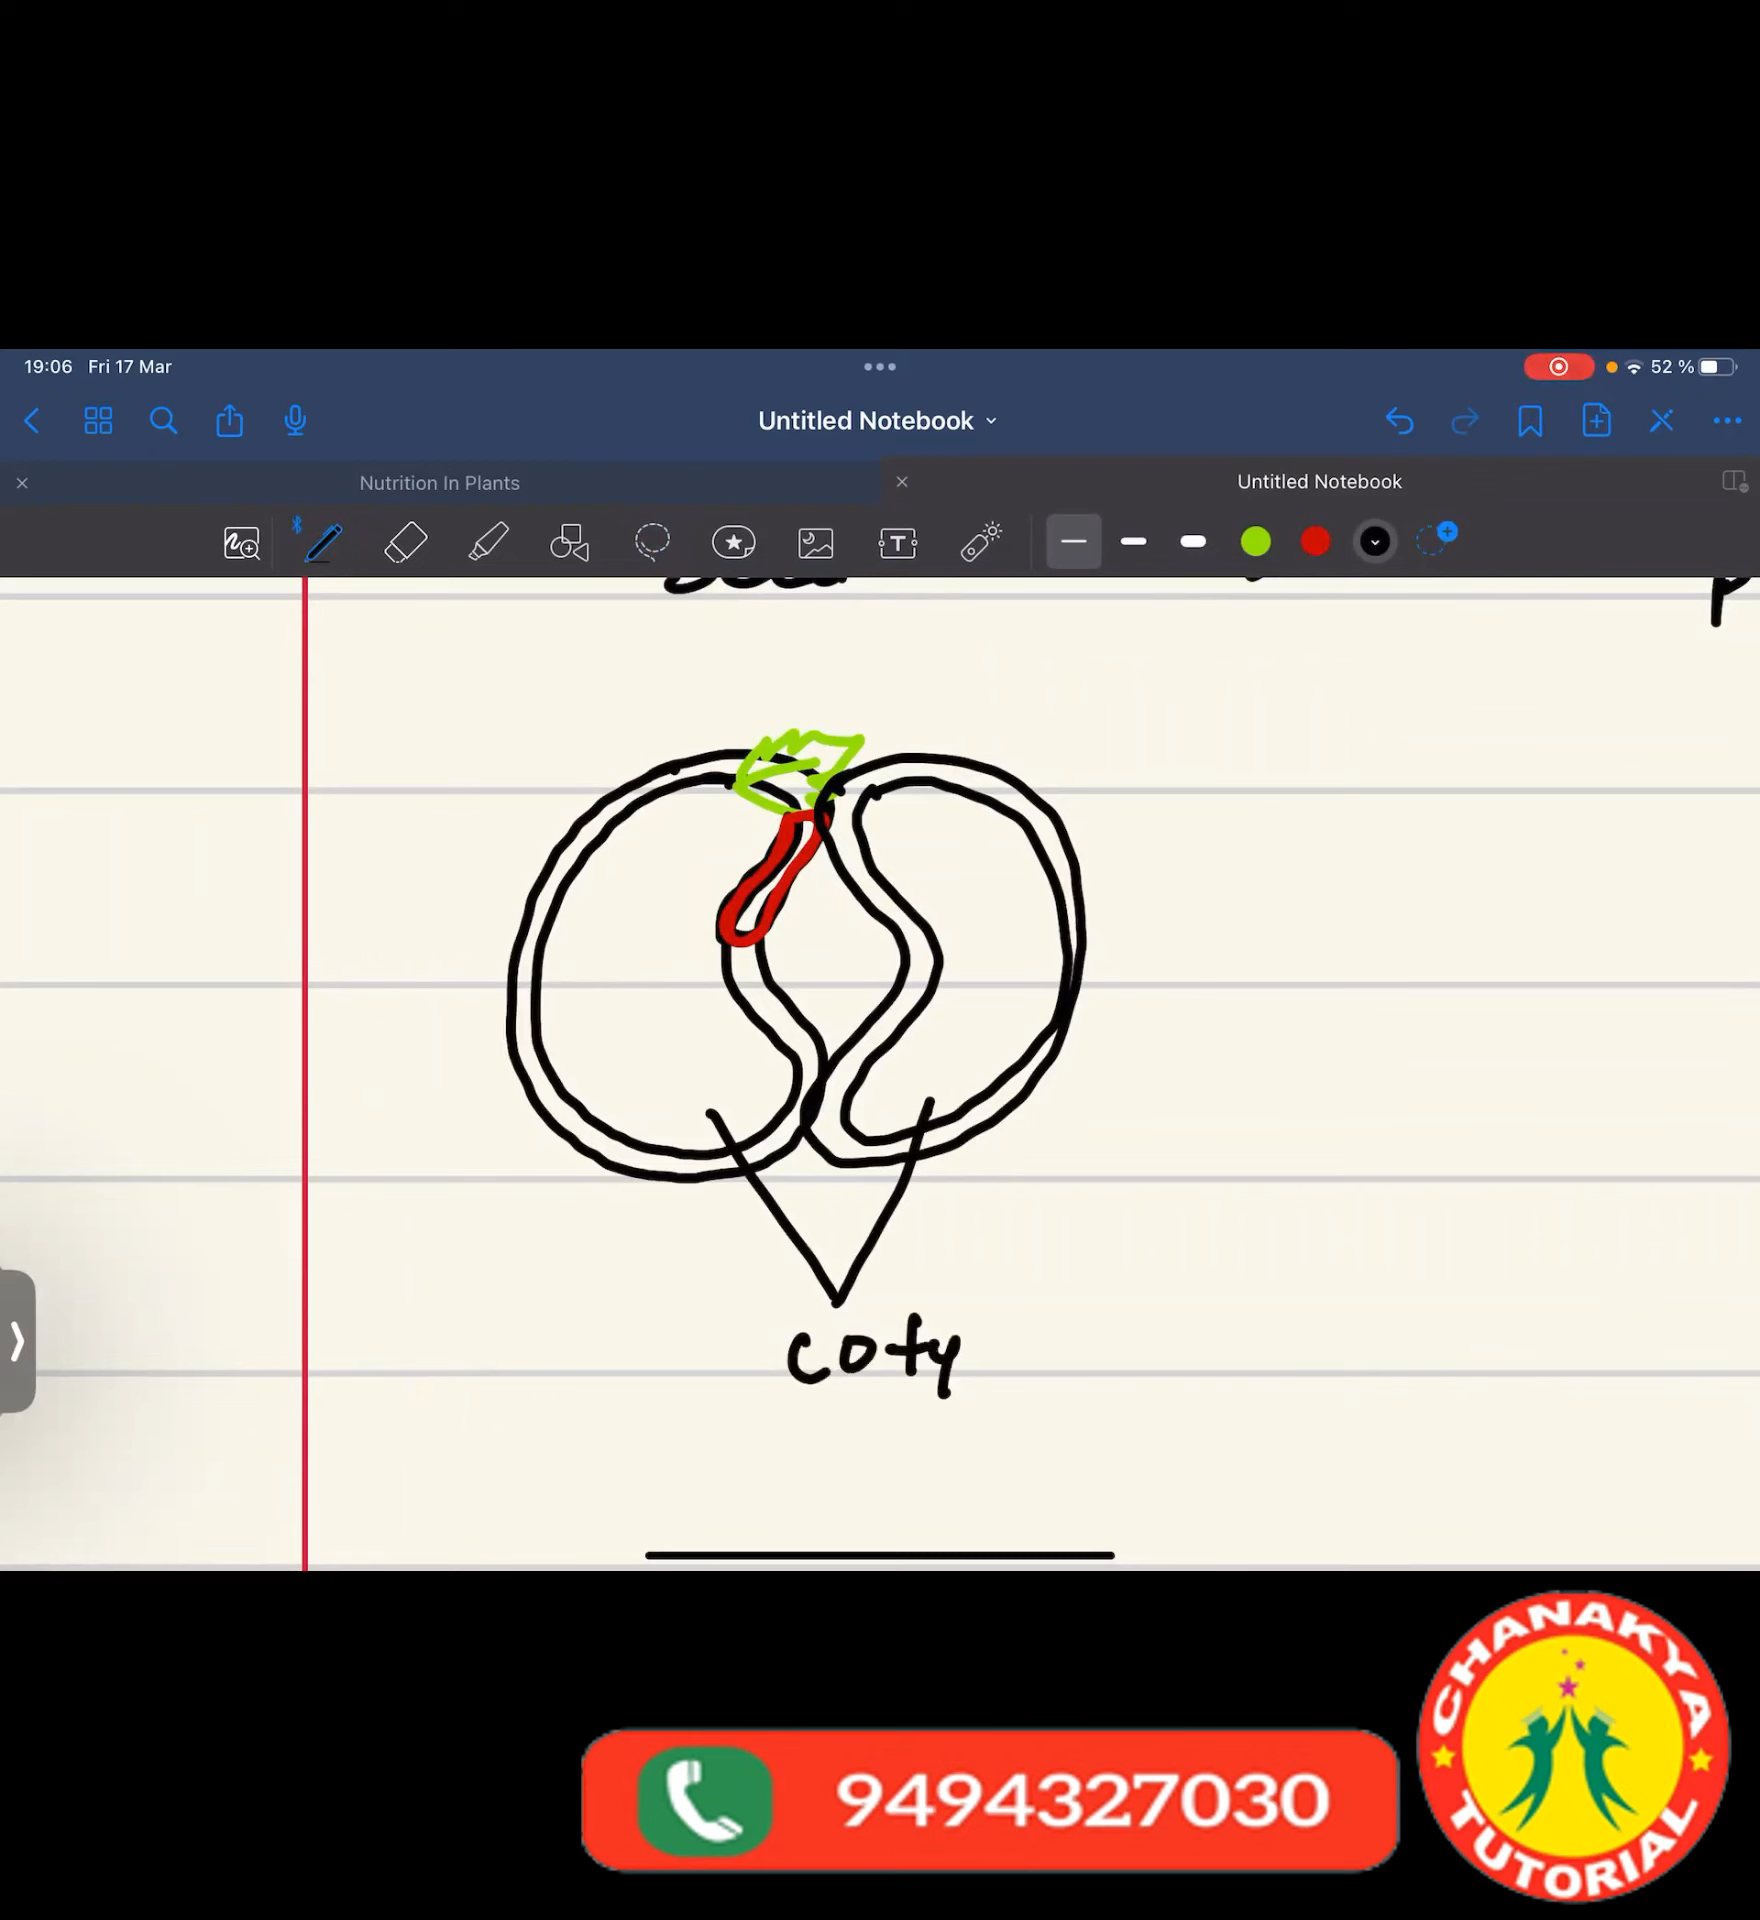 19:06 Fri 17 Mar
52 %
Untitled Notebook
Nutrition In Plants
Untitled Notebook
T
p
coty
9494327030
CHANAKYA
TUTORIAL